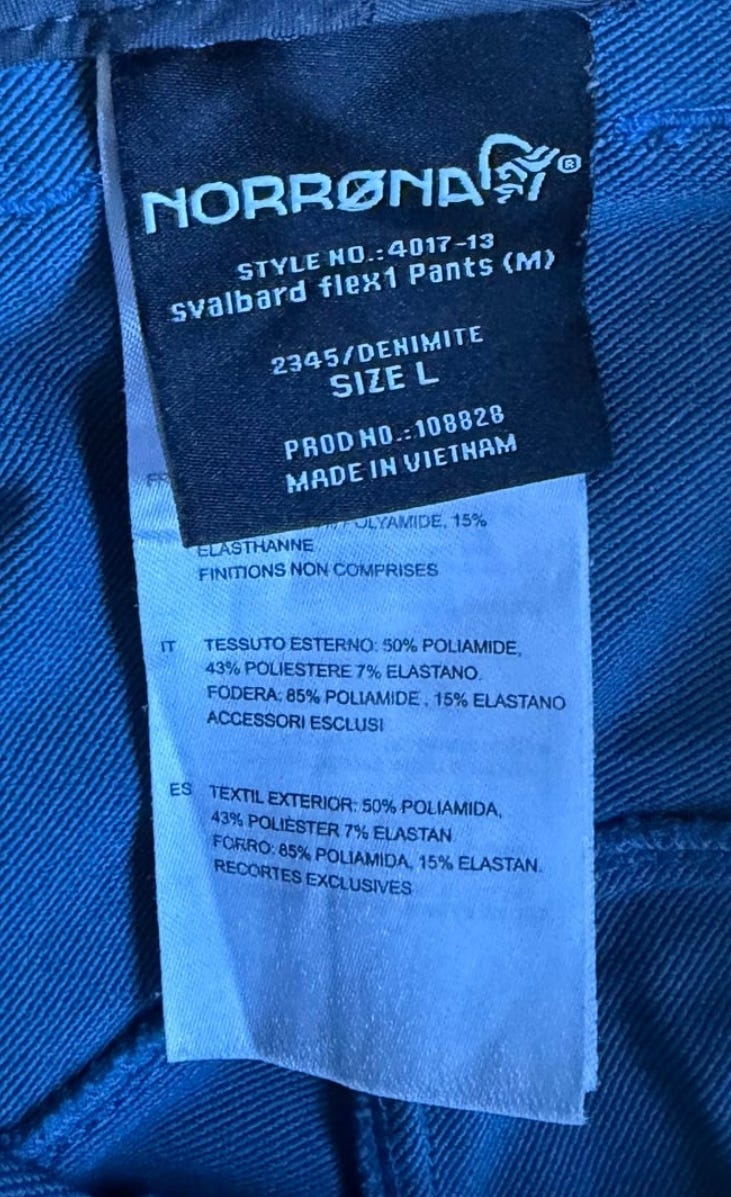 NORRØNA®
STYLE NO.:4017-13
svalbard flex1 Pants (M)
2345/DENIMITE
SIZE L
PROD NO.:108828
MADE IN VIETNAM
FR
POLYAMIDE, 15%
ELASTHANNE
FINITIONS NON COMPRISES
IT TESSUTO ESTERNO: 50% POLIAMIDE,
43% POLIESTERE 7% ELASTANO.
FODERA: 85% POLIAMIDE , 15% ELASTANO
ACCESSORI ESCLUSI
ES TEXTIL EXTERIOR: 50% POLIAMIDA,
43% POLIÉSTER 7% ELASTAN
FORRO: 85% POLIAMIDA, 15% ELASTAN.
RECORTES EXCLUSIVES